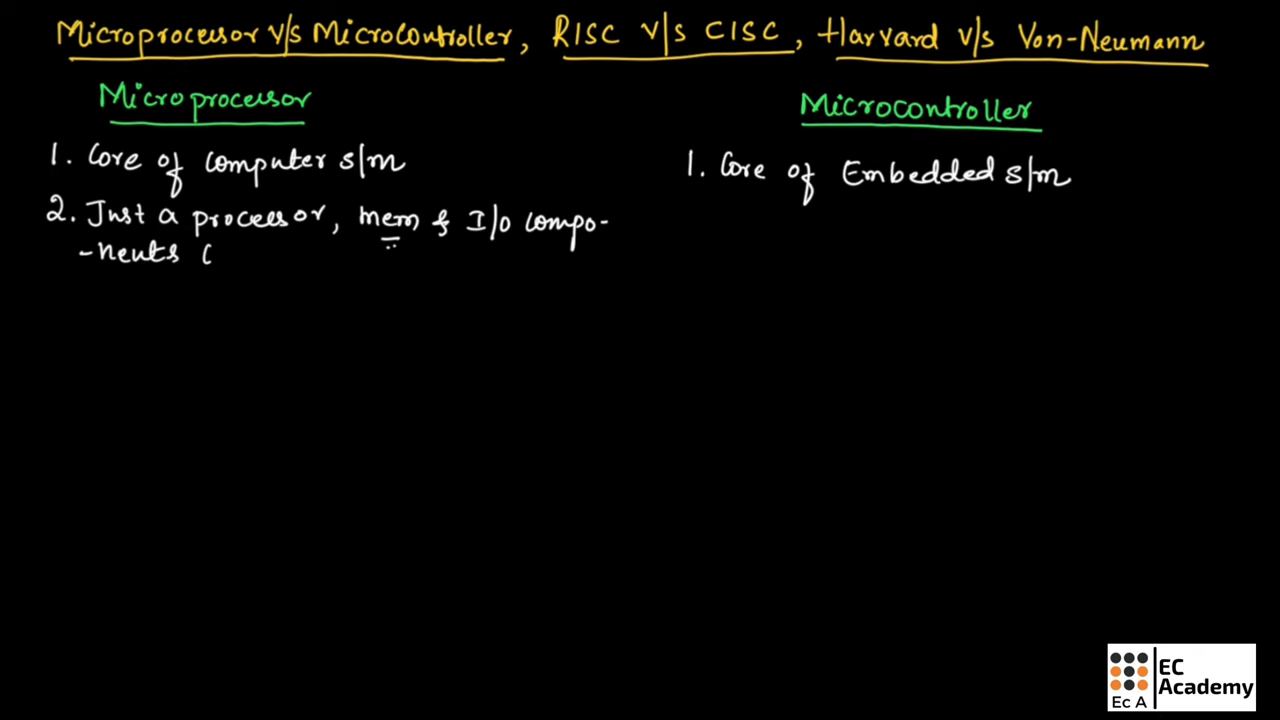 Microprocessor v/s Microcontroller, RISC v/s CISC, Harvard v/s Von-Neumann
Microprocessor
1. Core of computer s/m
2. Just a processor, mem & I/O compo-
-nents (
Microcontroller
1. Core of Embedded s/m
EC
Academy
Ec A